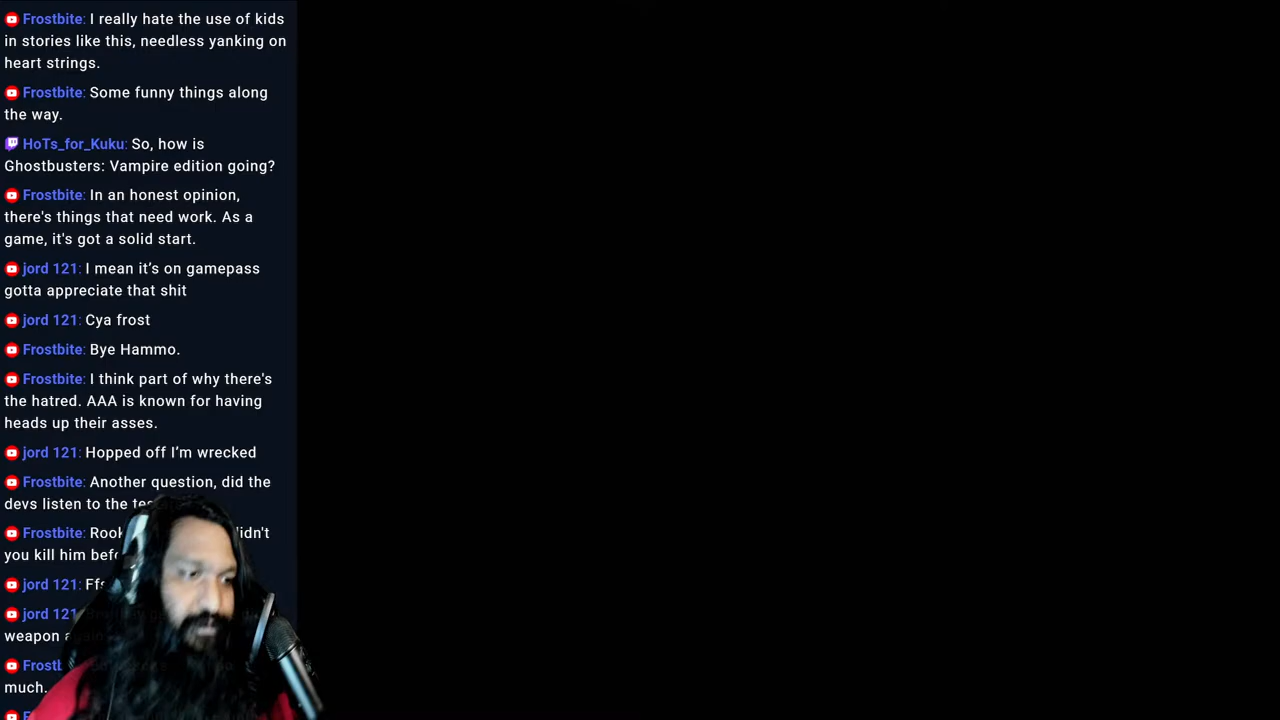 Frostbite: I really hate the use of kids
in stories like this, needless yanking on
heart strings.
Frostbite: Some funny things along
the way.
HoTs_for_Kuku: So, how is
Ghostbusters: Vampire edition going?
Frostbite: In an honest opinion,
there's things that need work. As a
game, it's got a solid start.
jord 121: I mean it’s on gamepass
gotta appreciate that shit
jord 121: Cya frost
Frostbite: Bye Hammo.
Frostbite: I think part of why there's
the hatred. AAA is known for having
heads up their asses.
jord 121: Hopped off I’m wrecked
Frostbite: Another question, did the
devs listen to the
Frostbite:
you kill him
jord 121:
jord 121
weapon
much.